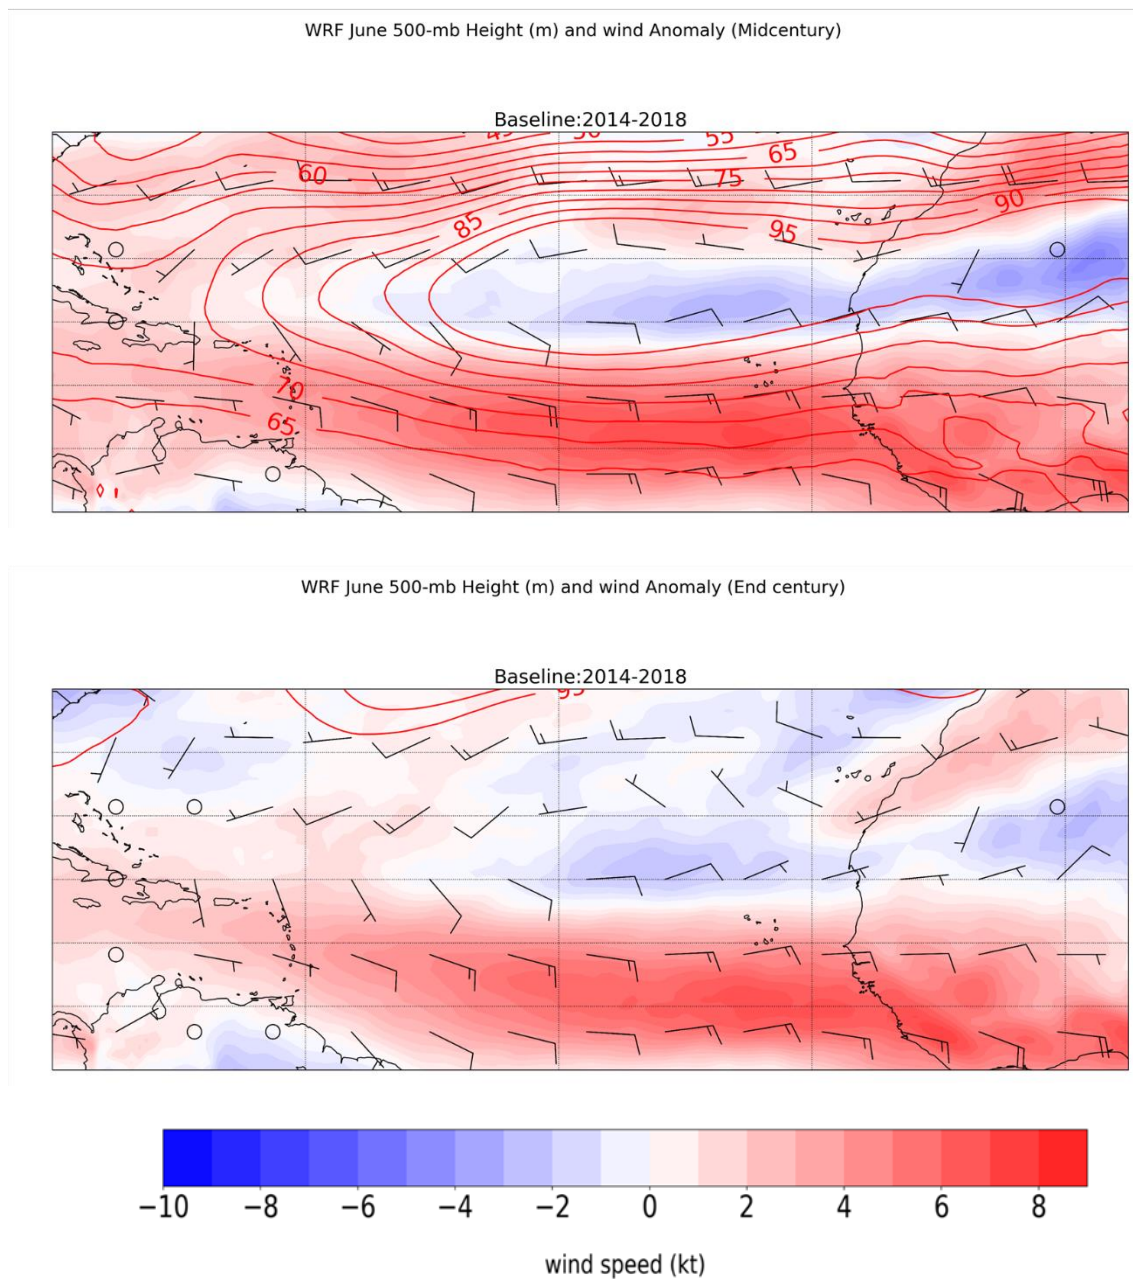 WRF June 500-mb Height (m) and wind Anomaly (Midcentury)
Baseline:2014-2018
55
65
60
75
90
85
95
70
65
WRF June 500-mb Height (m) and wind Anomaly (End century)
Baseline:2014-2018
−10 −8 −6 −4 −2 0 2 4 6 8
wind speed (kt)